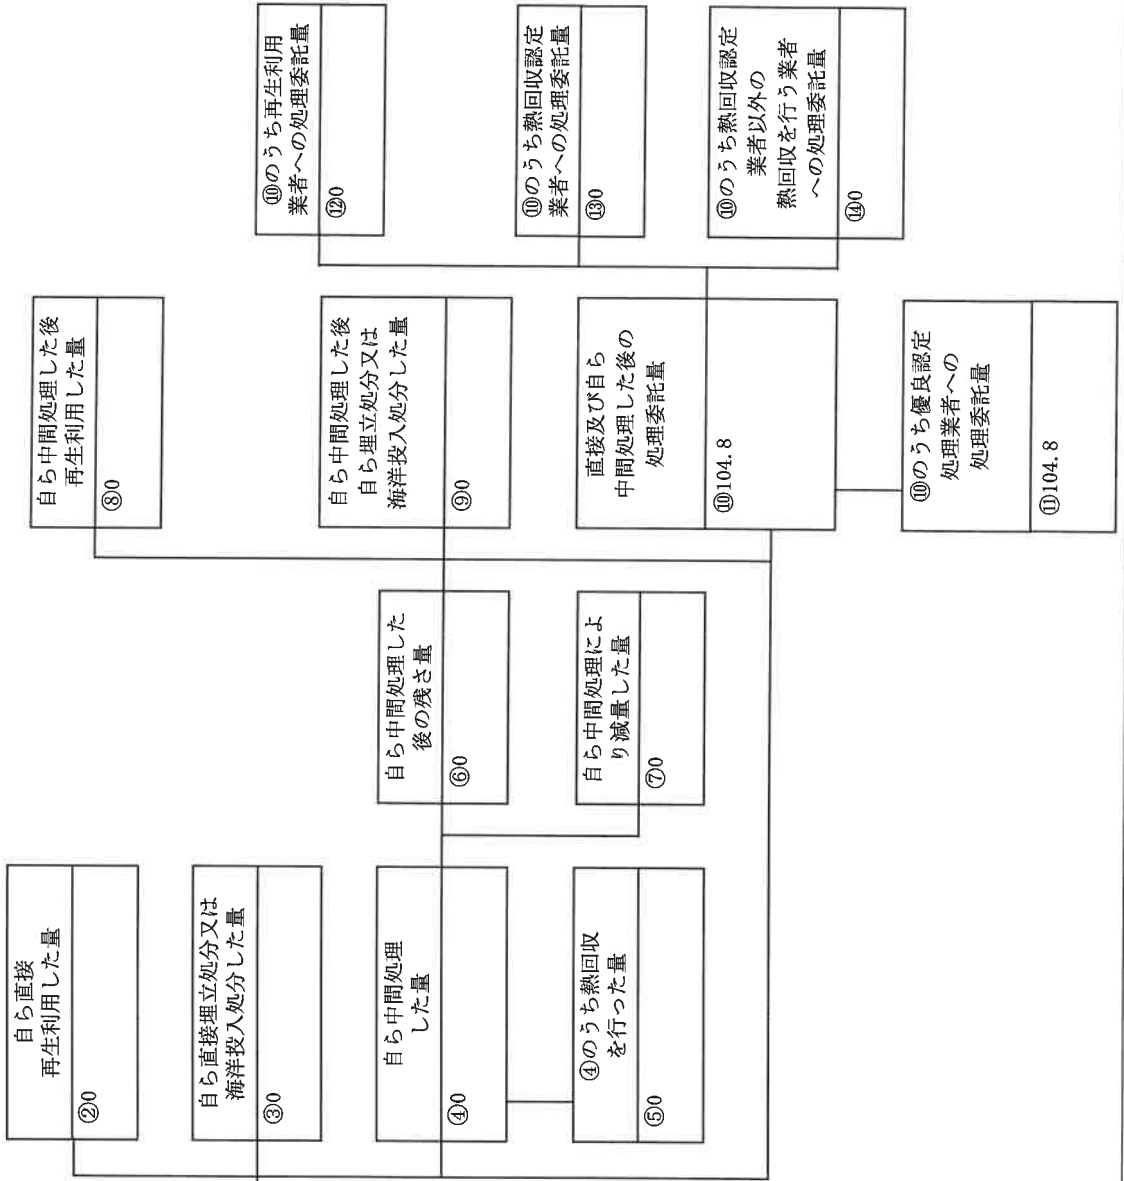 自ら直接
再生利用した量
②0
自ら直接埋立処分又は
海洋投入処分した量
③0
自ら中間処理
した量
④0
④のうち熱回収
を行った量
⑤0
自ら中間処理した
後の残さ量
⑥0
自ら中間処理によ
り減量した量
⑦0
自ら中間処理した後
再生利用した量
⑧0
自ら中間処理した後
自ら埋立処分又は
海洋投入処分した量
⑨0
直接及び自ら
中間処理した後の
処理委託量
⑩104.8
⑩のうち優良認定
処理業者への
処理委託量
⑪104.8
⑩のうち再生利用
業者への処理委託量
⑫0
⑩のうち熱回収認定
業者への処理委託量
⑬0
⑩のうち熱回収認定
業者以外の
熱回収を行う業者
への処理委託量
⑭0